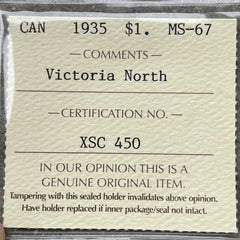 CAN 1935 $1. MS-67
— COMMENTS —
Victoria North
— CERTIFICATION NO. —
XSC 450
IN OUR OPINION THIS IS A
GENUINE ORIGINAL ITEM.
Tampering with this sealed holder invalidates above opinion.
Have holder replaced if inner package/seal not intact.